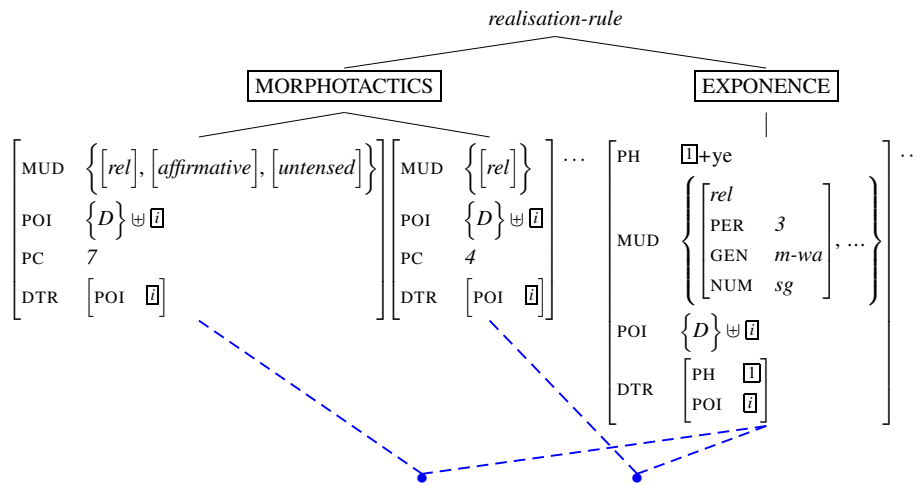 realisation-rule
MORPHOTACTICS EXPONENCE
MUD {[rel], [affirmative], [untensed]}
POI {D} ⊎ i
PC 7
DTR [POI i]
MUD {[rel]}
POI {D} ⊎ i
PC 4
DTR [POI i]
...
PH 1+ye
MUD {[rel
PER 3
GEN m-wa
NUM sg], ...}
POI {D} ⊎ i
DTR [PH 1
POI i]
..